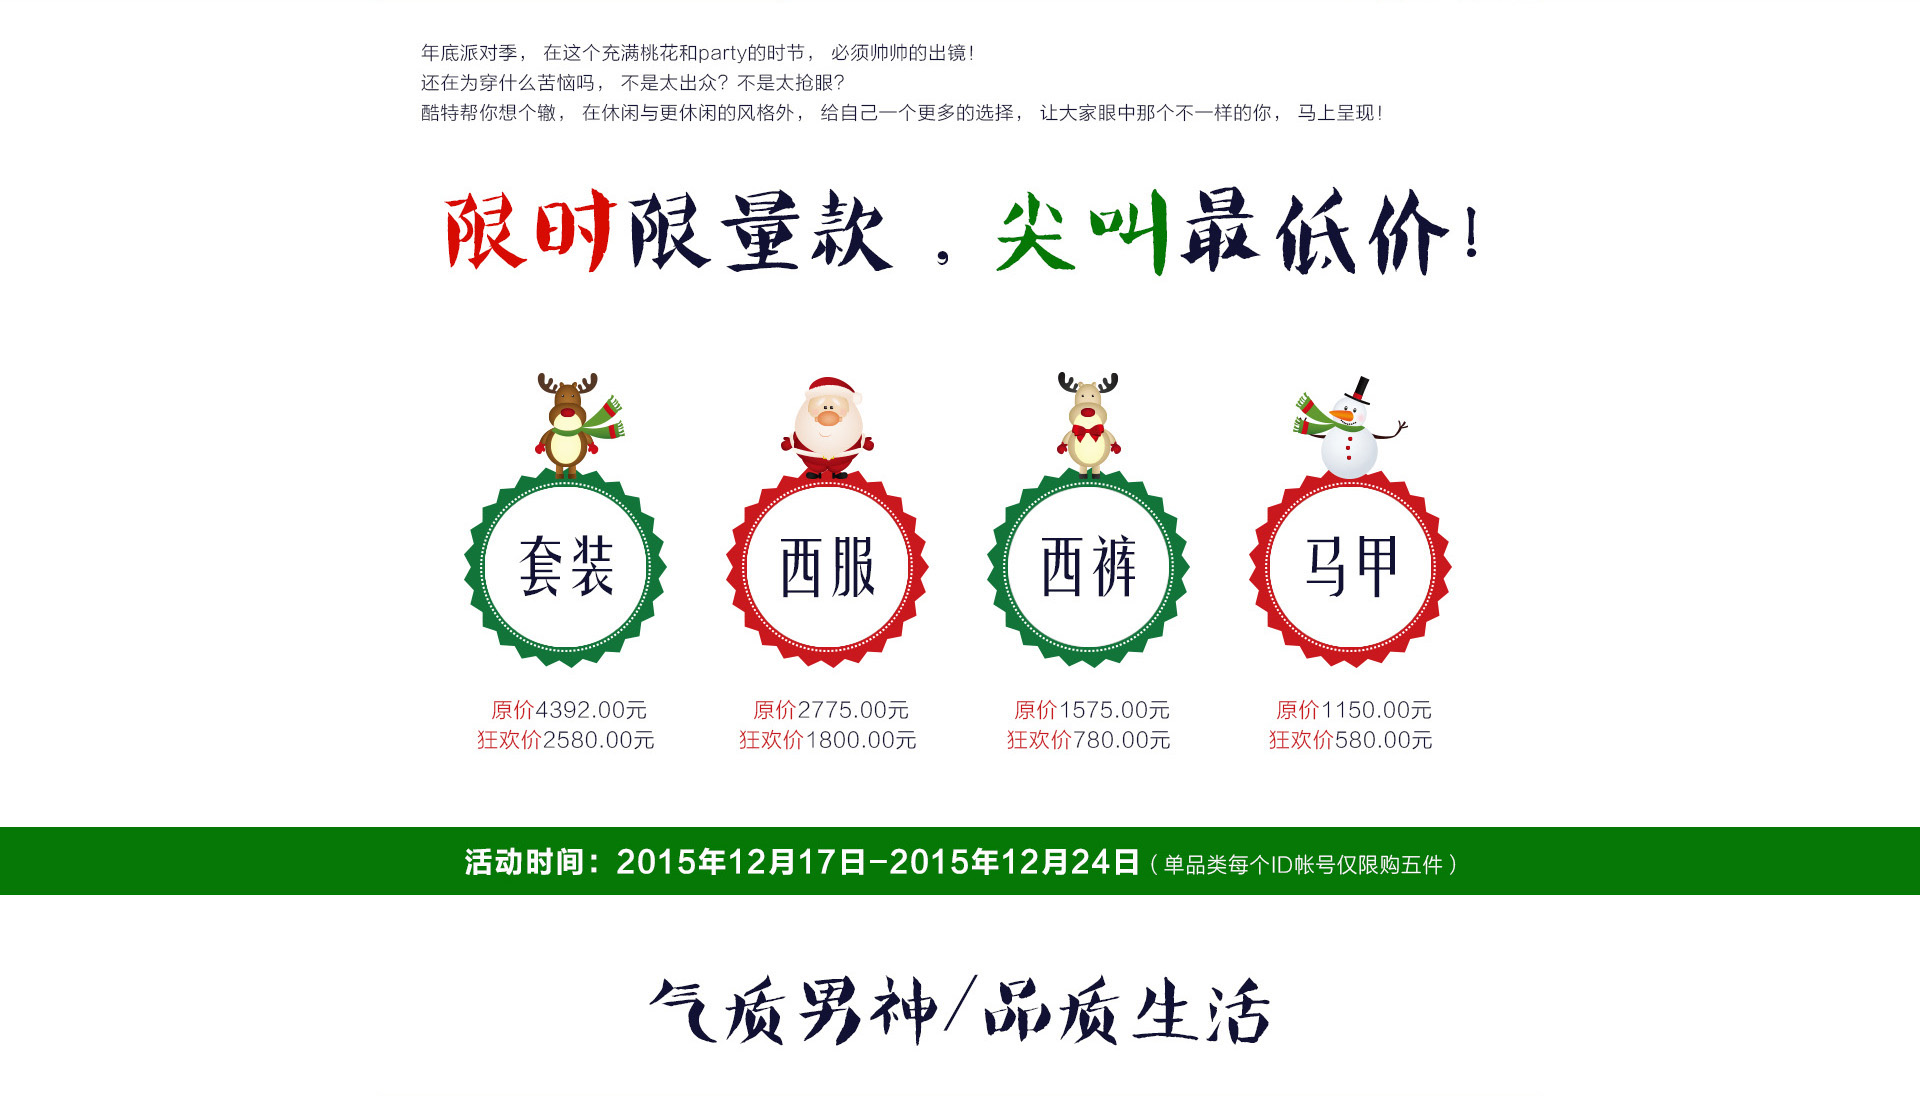 年底派对季， 在这个充满桃花和party的时节， 必须帅帅的出镜！
还在为穿什么苦恼吗， 不是太出众？不是太抢眼？
酷特帮你想个辙， 在休闲与更休闲的风格外， 给自己一个更多的选择， 让大家眼中那个不一样的你， 马上呈现！
限时限量款，尖叫最低价！
套装
西服
西裤
马甲
原价4392.00元
狂欢价2580.00元
原价2775.00元
狂欢价1800.00元
原价1575.00元
狂欢价780.00元
原价1150.00元
狂欢价580.00元
活动时间：2015年12月17日-2015年12月24日（单品类每个ID帐号仅限购五件）
气质男神/品质生活